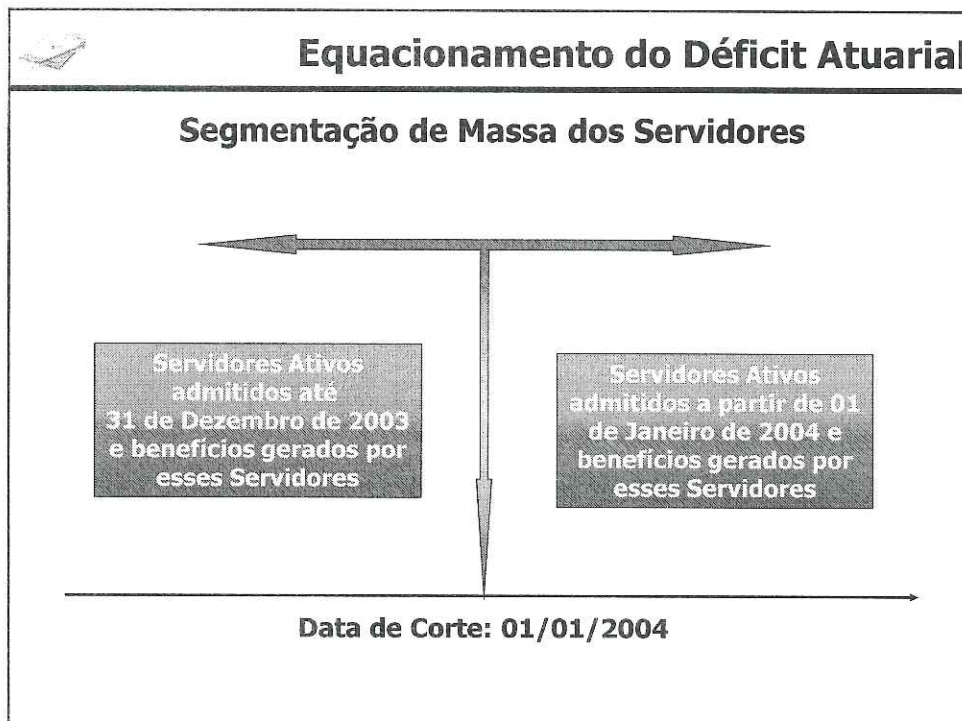 Equacionamento do Déficit Atuarial
Segmentação de Massa dos Servidores
Servidores Ativos
admitidos até
31 de Dezembro de 2003
e benefícios gerados por
esses Servidores
Servidores Ativos
admitidos a partir de 01
de Janeiro de 2004 e
benefícios gerados por
esses Servidores
Data de Corte: 01/01/2004